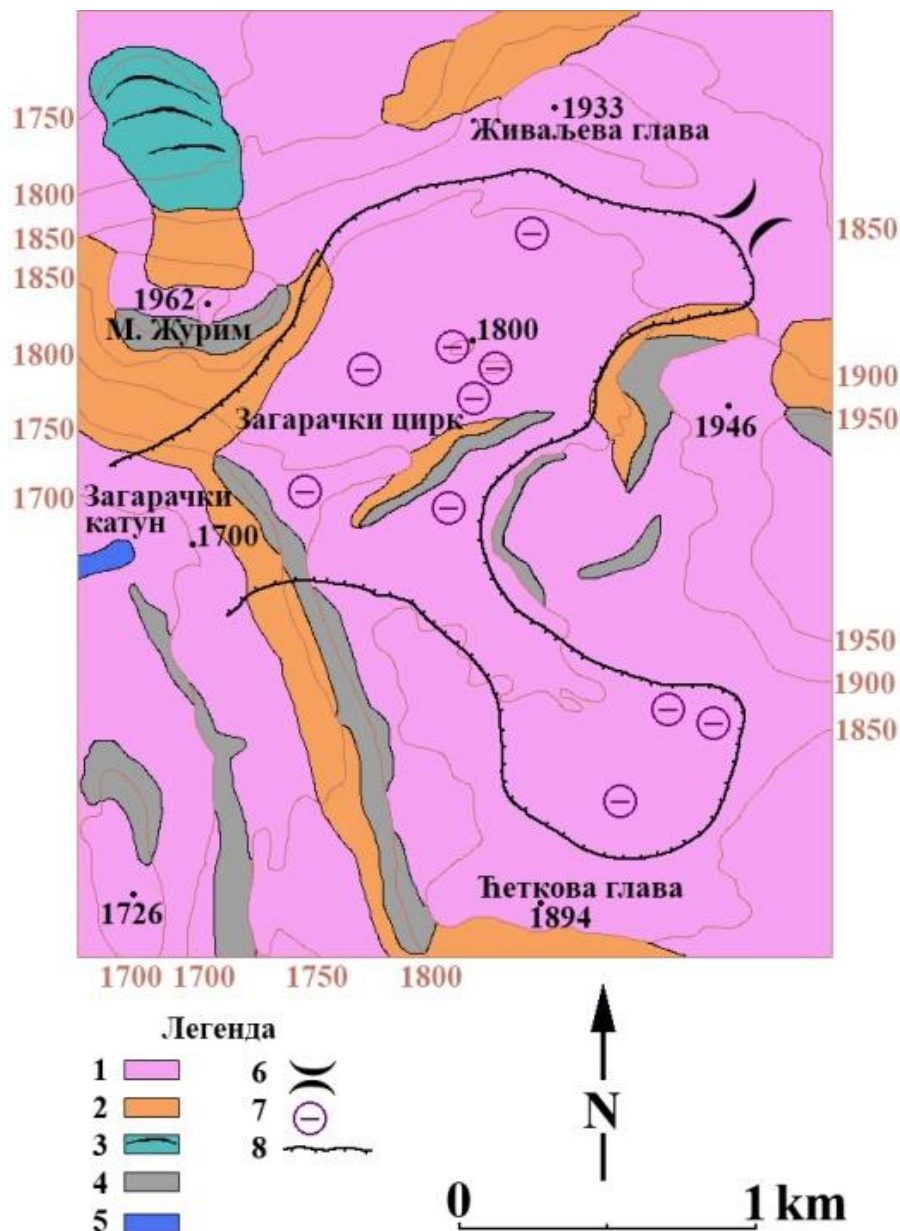 1933
Живаљева глава
1750
1800
1850
1850
1850
1962
М. Журим
1800
1800
1900
Загарачки цирк
1950
1946
1750
1700
Загарачки
катун
1700
1950
1900
1850
Ћеткова глава
1894
1726
1700 1700 1750 1800
Легенда
1
2
3
4
5
6
7
8
N
0 1 km